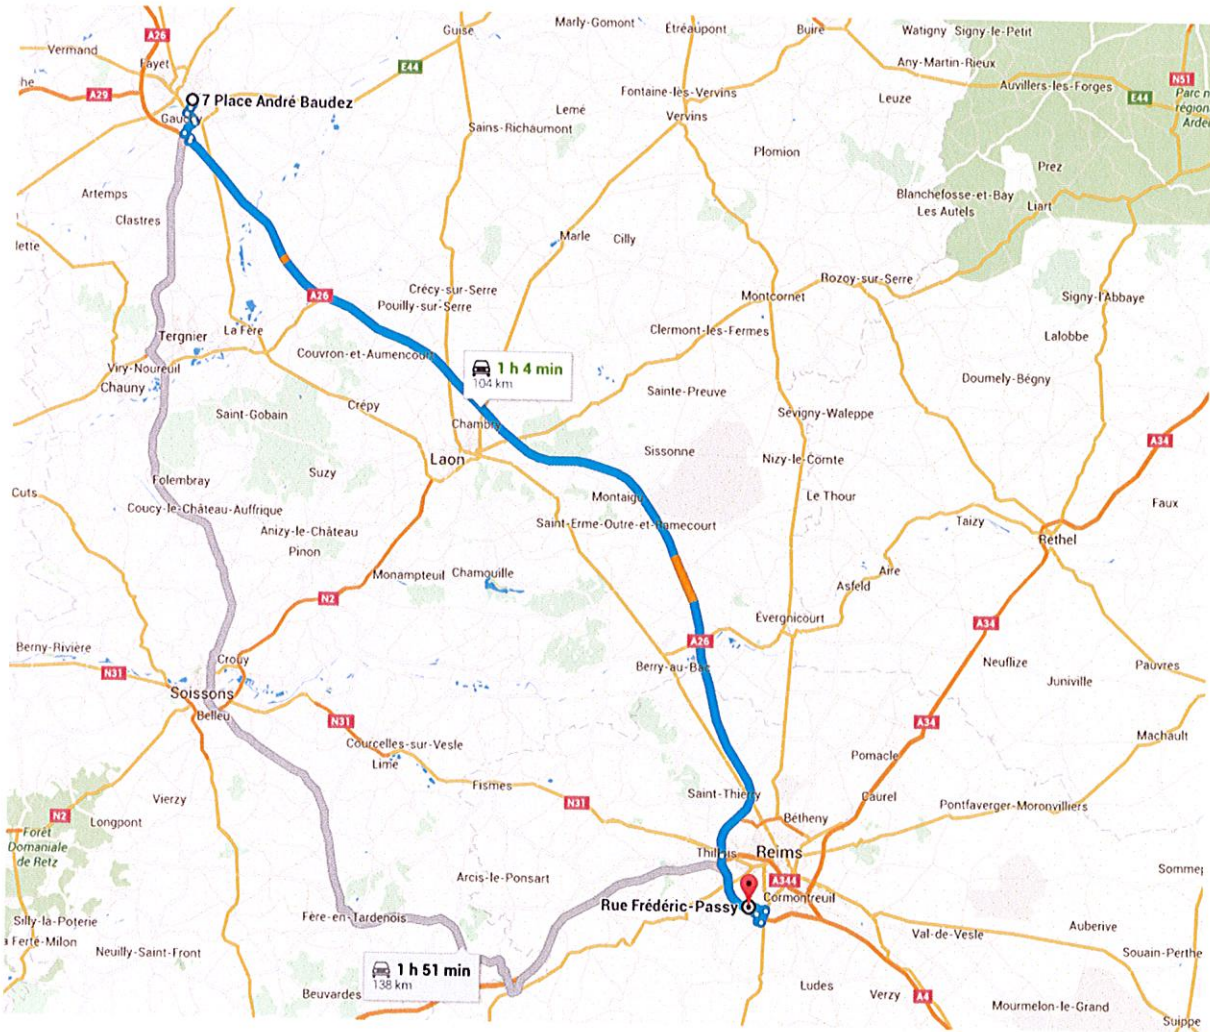 Marly-Gomont
Étréaupont
Buire
Watigny
Signy-le-Petit
Guise
A26
Vermand
Fayet
E44
Any-Martin-Rieux
N51
he
A29
Fontaine-lès-Vervins
Leuze
Auvillers-les-Forges
E44
Parc n
régiona
Arde
7 Place André Baudez
Gauchy
Lemé
Sains-Richaumont
Vervins
Plomion
Prez
Artemps
Blanchefosse-et-Bay
Les Autels
Liart
Clastres
lette
Marle
Cilly
Rozoy-sur-Serre
Crécy-sur-Serre
Pouilly-sur-Serre
A26
Montcornet
Signy-l'Abbaye
La Fère
Tergnier
Clermont-les-Fermes
Lalobbe
Couvron-et-Aumencourt
Viry-Noureuil
Chauny
1 h 4 min
104 km
Doumely-Bégny
Sainte-Preuve
Saint-Gobain
Crépy
Sévigny-Waleppe
Chambry
A34
Laon
Sissonne
Nizy-le-Comte
Suzy
Folembray
Cuts
Montaigu
Le Thour
Faux
Coucy-le-Château-Auffrique
Saint-Erme-Outre-et-Ramecourt
Taizy
Anizy-le-Château
Pinon
Rethel
Monampteuil
Chamouille
Aire
Asfeld
N2
Évergnicourt
A34
Berny-Rivière
Crouy
A26
Berry-au-Bac
Neuflize
Pauvres
N31
Juniville
Soissons
Belleu
N31
A34
Courcelles-sur-Vesle
Limé
Machault
Pomacle
Fismes
Vierzy
Saint-Thierry
Caurel
N31
Pontfaverger-Moronvilliers
N2
Longpont
Bétheny
Forêt
Domaniale
de Retz
Thillois
Reims
Arcis-le-Ponsart
A344
Somme
Rue Frédéric-Passy
Cormontreuil
Silly-la-Poterie
Fère-en-Tardenois
a Ferté-Milon
Neuilly-Saint-Front
Val-de-Vesle
Auberive
Souain-Perthe
1 h 51 min
138 km
Beuvardes
Ludes
Verzy
A4
Mourmelon-le-Grand
Suippe